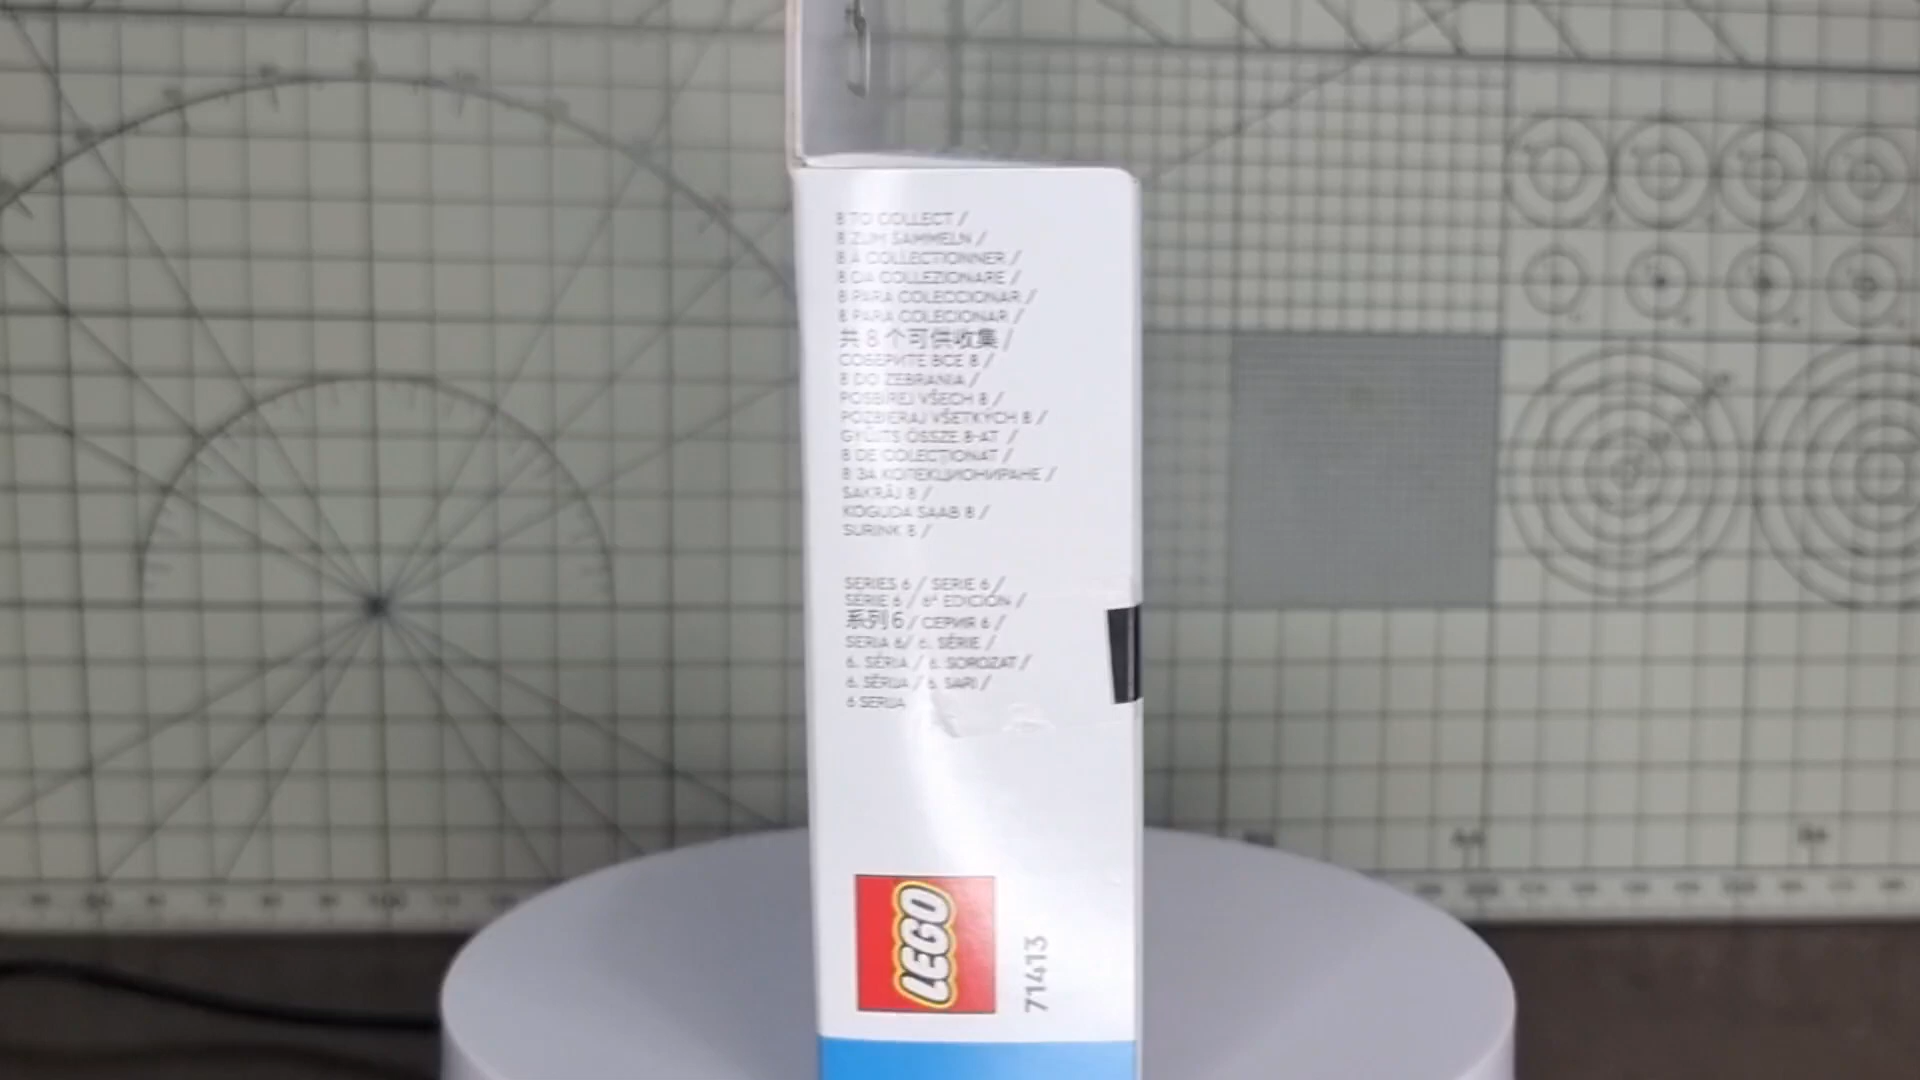 8 TO COLLECT /
8 ZUM SAMMELN /
8 À COLLECTIONNER /
8 DA COLLEZIONARE /
8 PARA COLECCIONAR /
8 PARA COLECIONAR /
共 8 个可供收集 /
СОБЕРИТЕ ВСЕ 8 /
8 DO ZEBRANIA /
POSBÍREJ VŠECH 8 /
POZBIERAJ VŠETKÝCH 8 /
GYŰJTS ÖSSZE 8-AT /
8 DE COLECȚIONAT /
8 ЗА КОЛЕКЦИОНИРАНЕ /
SAKRĀJ 8 /
KOGUDA SAAB 8 /
SURINK 8 /
SERIES 6 / SERIE 6 /
SÉRIE 6 / 6ª EDICIÓN /
系列6 / СЕРИЯ 6 /
SERIA 6/ 6. SÉRIE /
6. SÉRIA / 6. SOROZAT /
6. SĒRIJA / 6. SARI /
6 SERIJA
LEGO
71413